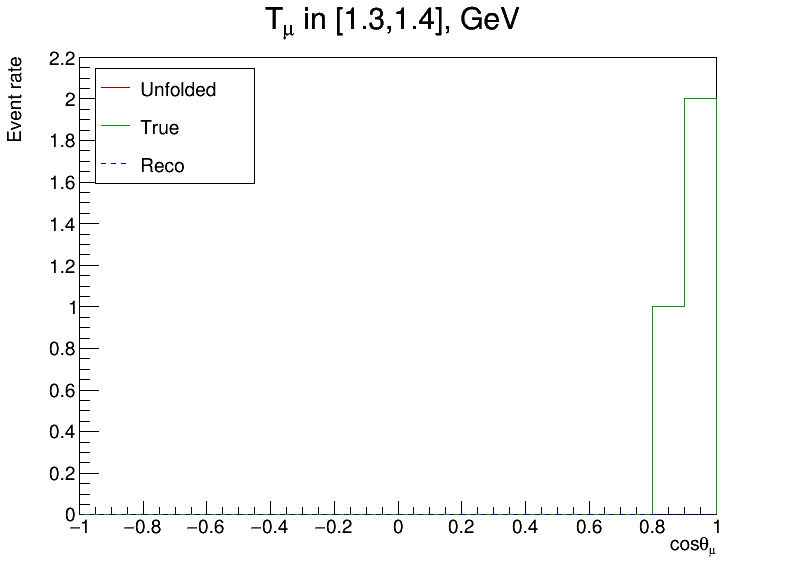 Tμ in [1.3,1.4], GeV
Event rate
Unfolded
True
Reco
2.2
2
1.8
1.6
1.4
1.2
1
0.8
0.6
0.4
0.2
0
−1 −0.8 −0.6 −0.4 −0.2 0 0.2 0.4 0.6 0.8 1
cosθμ